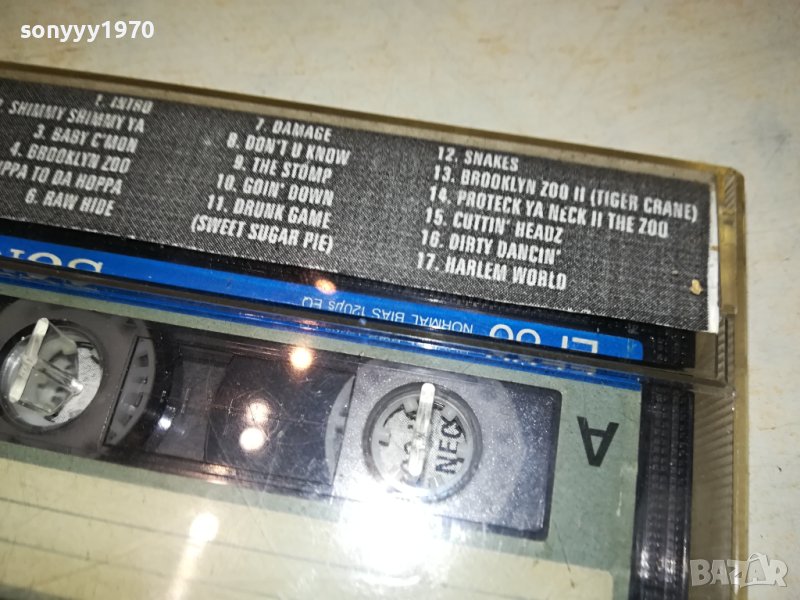 sonyyy1970
1. INTRO
SHIMMY SHIMMY YA
3. BABY C'MON
4. BROOKLYN ZOO
TO DA HOPPA
6. RAW HIDE
7. DAMAGE
8. DON'T U KNOW
9. THE STOMP
10. GOIN' DOWN
11. DRUNK GAME
(SWEET SUGAR PIE)
12. SNAKES
13. BROOKLYN ZOO II (TIGER CRANE)
14. PROTECK YA NECK II THE ZOO
15. CUTTIN' HEADZ
16. DIRTY DANCIN'
17. HARLEM WORLD
NORMAL BIAS 120µs EQ
A
BAZAR